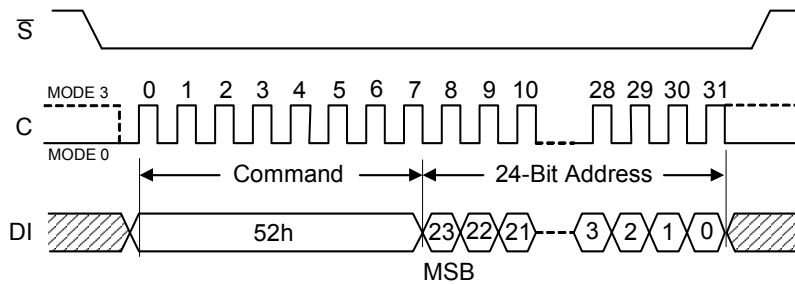 S
MODE 3 0 1 2 3 4 5 6 7 8 9 10 28 29 30 31
C
MODE 0
Command 24-Bit Address
DI 52h 23 22 21 3 2 1 0
MSB